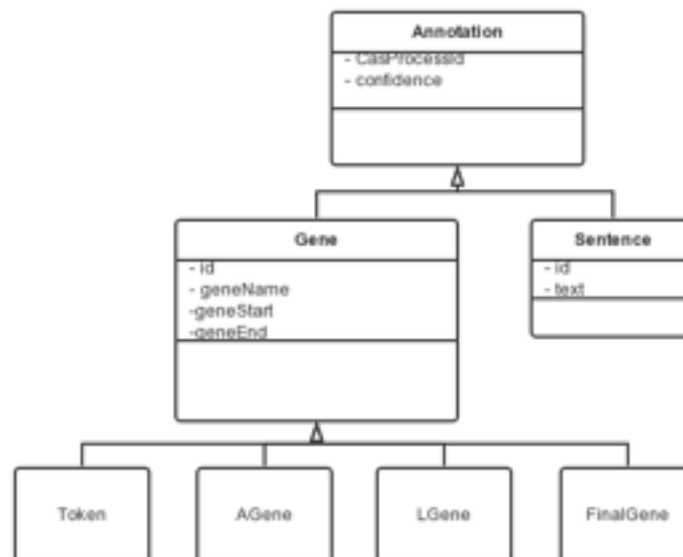 Annotation
- CasProcessId
- confidence
Gene
- id
- geneName
-geneStart
-geneEnd
Sentence
- id
- text
Token
AGene
LGene
FinalGene